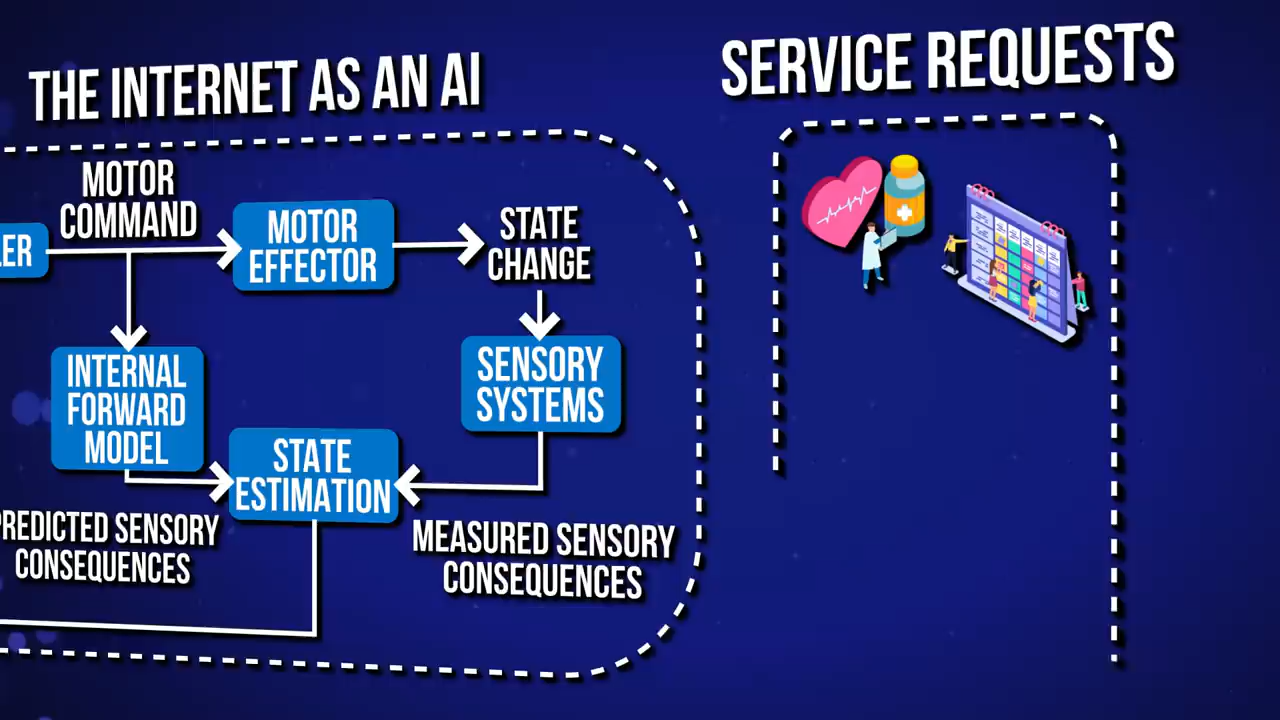 THE INTERNET AS AN AI
SERVICE REQUESTS
MOTOR
COMMAND
LER
MOTOR
EFFECTOR
STATE
CHANGE
INTERNAL
FORWARD
MODEL
SENSORY
SYSTEMS
STATE
ESTIMATION
PREDICTED SENSORY
CONSEQUENCES
MEASURED SENSORY
CONSEQUENCES